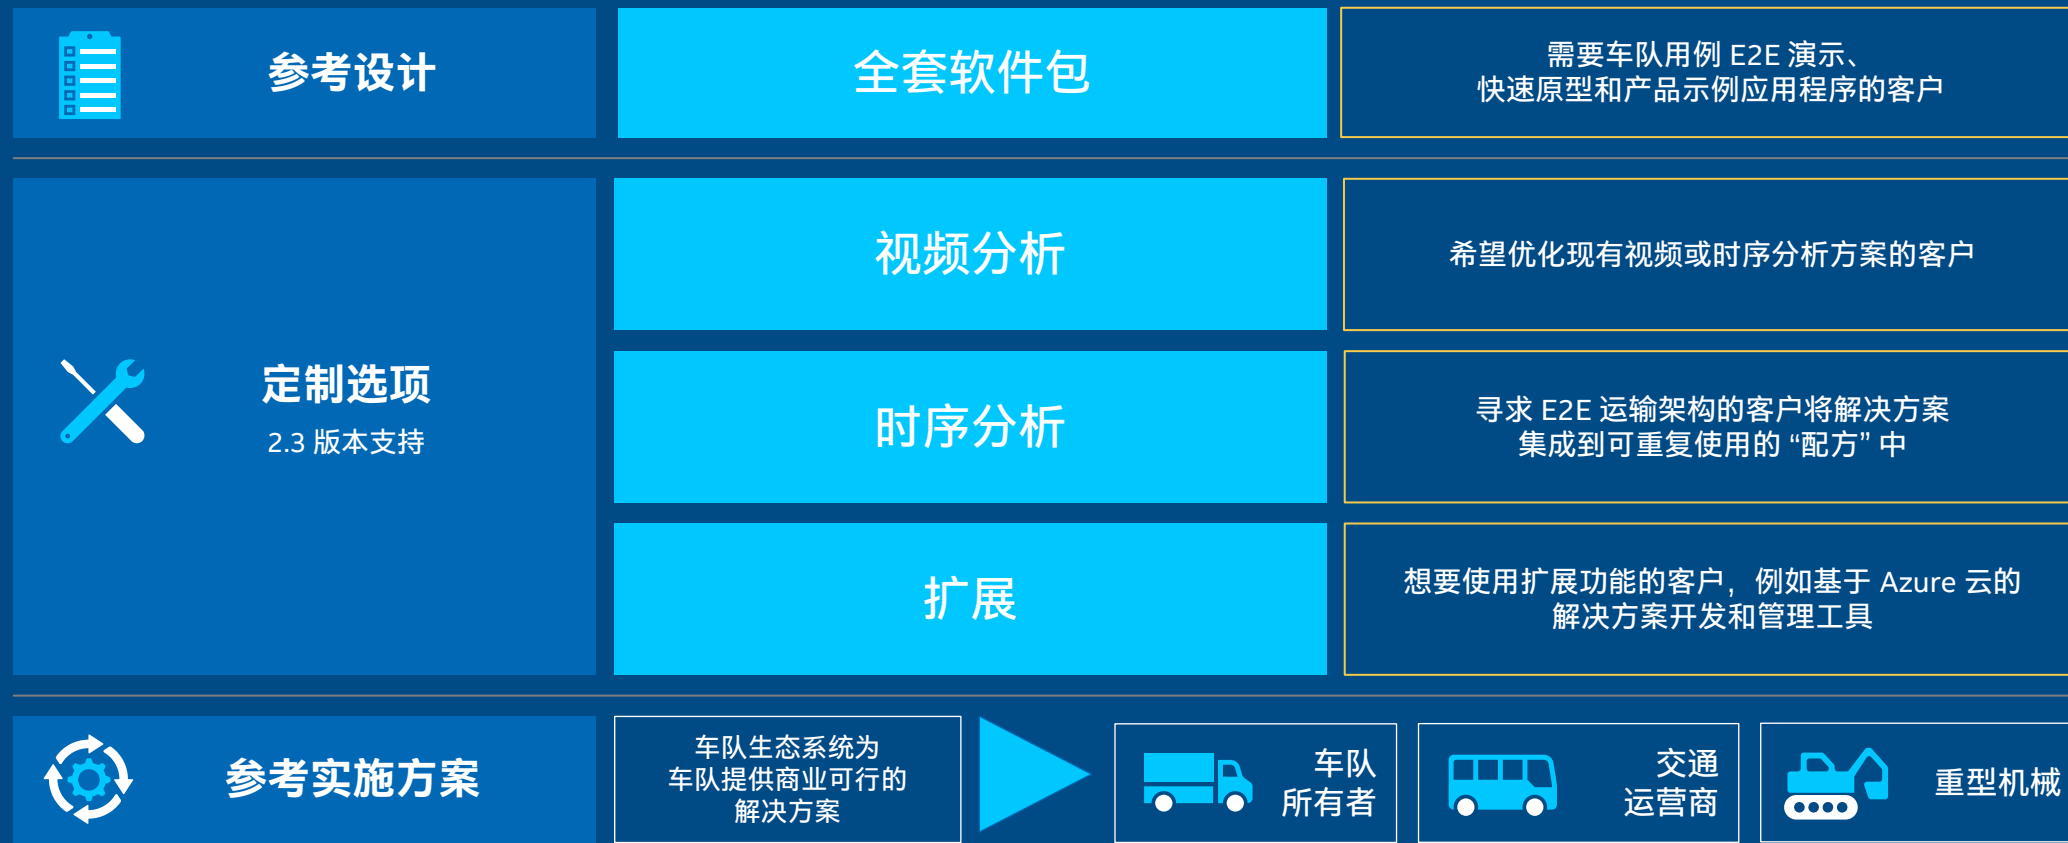 参考设计
全套软件包
需要车队用例 E2E 演示、
快速原型和产品示例应用程序的客户
定制选项
2.3 版本支持
视频分析
希望优化现有视频或时序分析方案的客户
时序分析
寻求 E2E 运输架构的客户将解决方案
集成到可重复使用的 “配方” 中
扩展
想要使用扩展功能的客户，例如基于 Azure 云的
解决方案开发和管理工具
参考实施方案
车队生态系统为
车队提供商业可行的
解决方案
车队
所有者
交通
运营商
重型机械